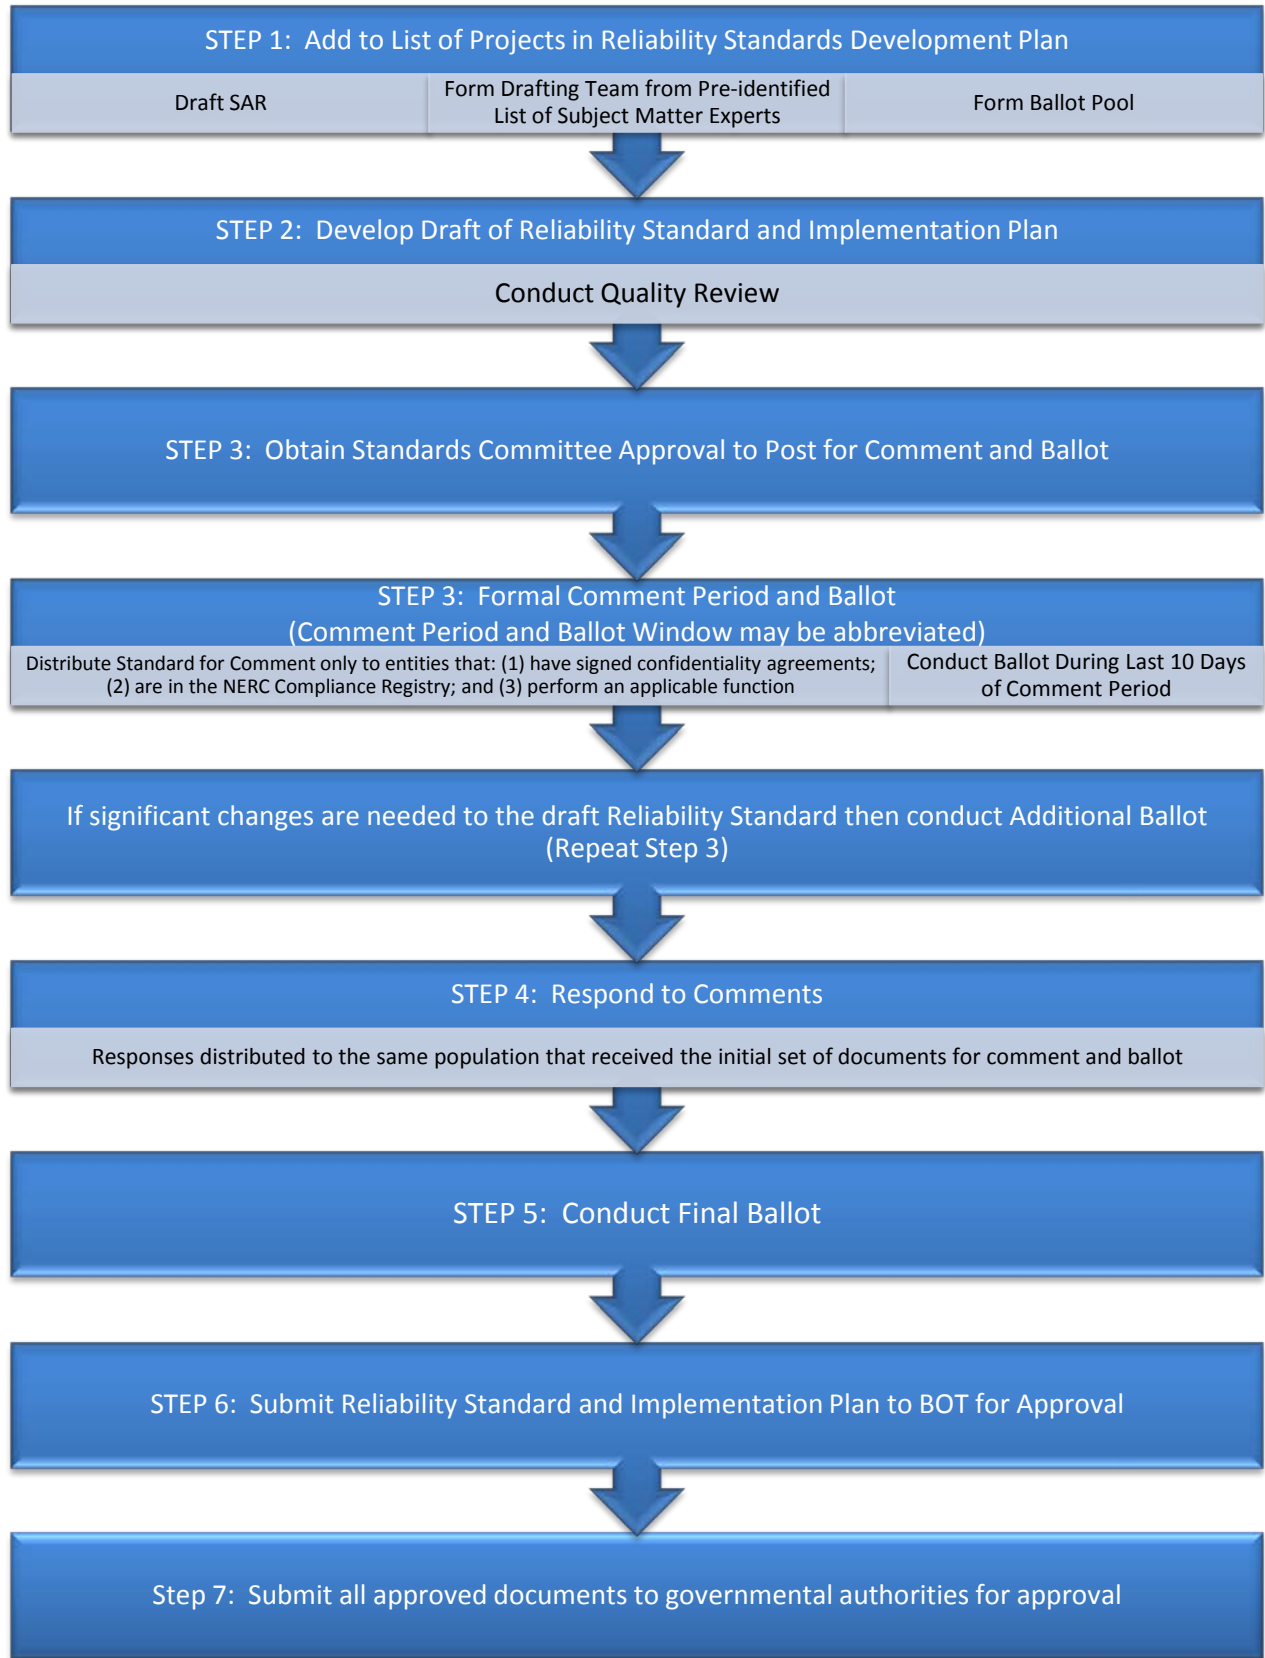 STEP 1:  Add to List of Projects in Reliability Standards Development Plan
Draft SAR
Form Drafting Team from Pre-identified
List of Subject Matter Experts
Form Ballot Pool
STEP 2:  Develop Draft of Reliability Standard and Implementation Plan
Conduct Quality Review
STEP 3:  Obtain Standards Committee Approval to Post for Comment and Ballot
STEP 3:  Formal Comment Period and Ballot
(Comment Period and Ballot Window may be abbreviated)
Distribute Standard for Comment only to entities that: (1) have signed confidentiality agreements;
(2) are in the NERC Compliance Registry; and (3) perform an applicable function
Conduct Ballot During Last 10 Days
of Comment Period
If significant changes are needed to the draft Reliability Standard then conduct Additional Ballot
(Repeat Step 3)
STEP 4:  Respond to Comments
Responses distributed to the same population that received the initial set of documents for comment and ballot
STEP 5:  Conduct Final Ballot
STEP 6:  Submit Reliability Standard and Implementation Plan to BOT for Approval
Step 7:  Submit all approved documents to governmental authorities for approval